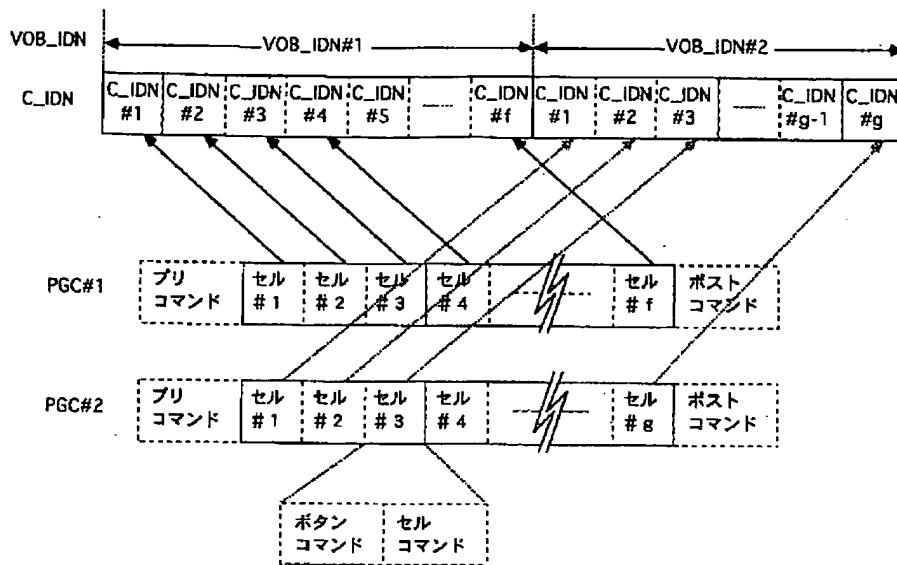 VOB_IDN VOB_IDN#1 VOB_IDN#2
C_IDN C_IDN C_IDN C_IDN C_IDN C_IDN C_IDN C_IDN C_IDN C_IDN C_IDN C_IDN
#1 #2 #3 #4 #5 #f #1 #2 #3 #g-1 #g
PGC#1 プリ セル セル セル セル セル ポスト
コマンド #1 #2 #3 #4 #f コマンド
PGC#2 プリ セル セル セル セル セル ポスト
コマンド #1 #2 #3 #4 #g コマンド
ボタン セル
コマンド コマンド